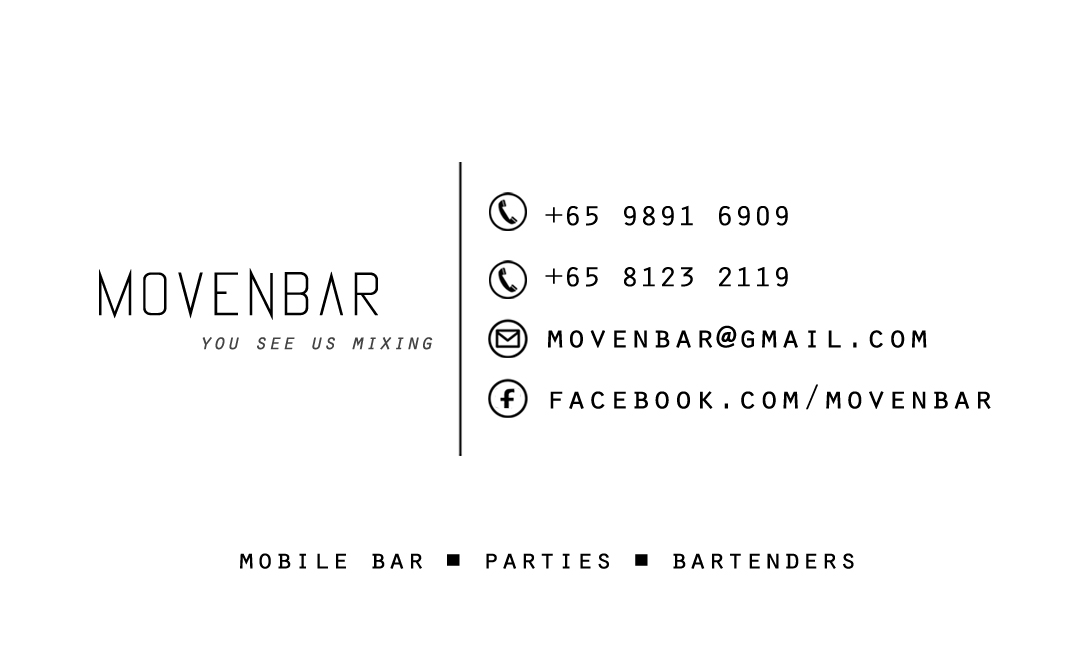 MOVENBAR
YOU SEE US MIXING
+65 9891 6909
+65 8123 2119
MOVENBAR@GMAIL.COM
FACEBOOK.COM/MOVENBAR
MOBILE BAR ■ PARTIES ■ BARTENDERS